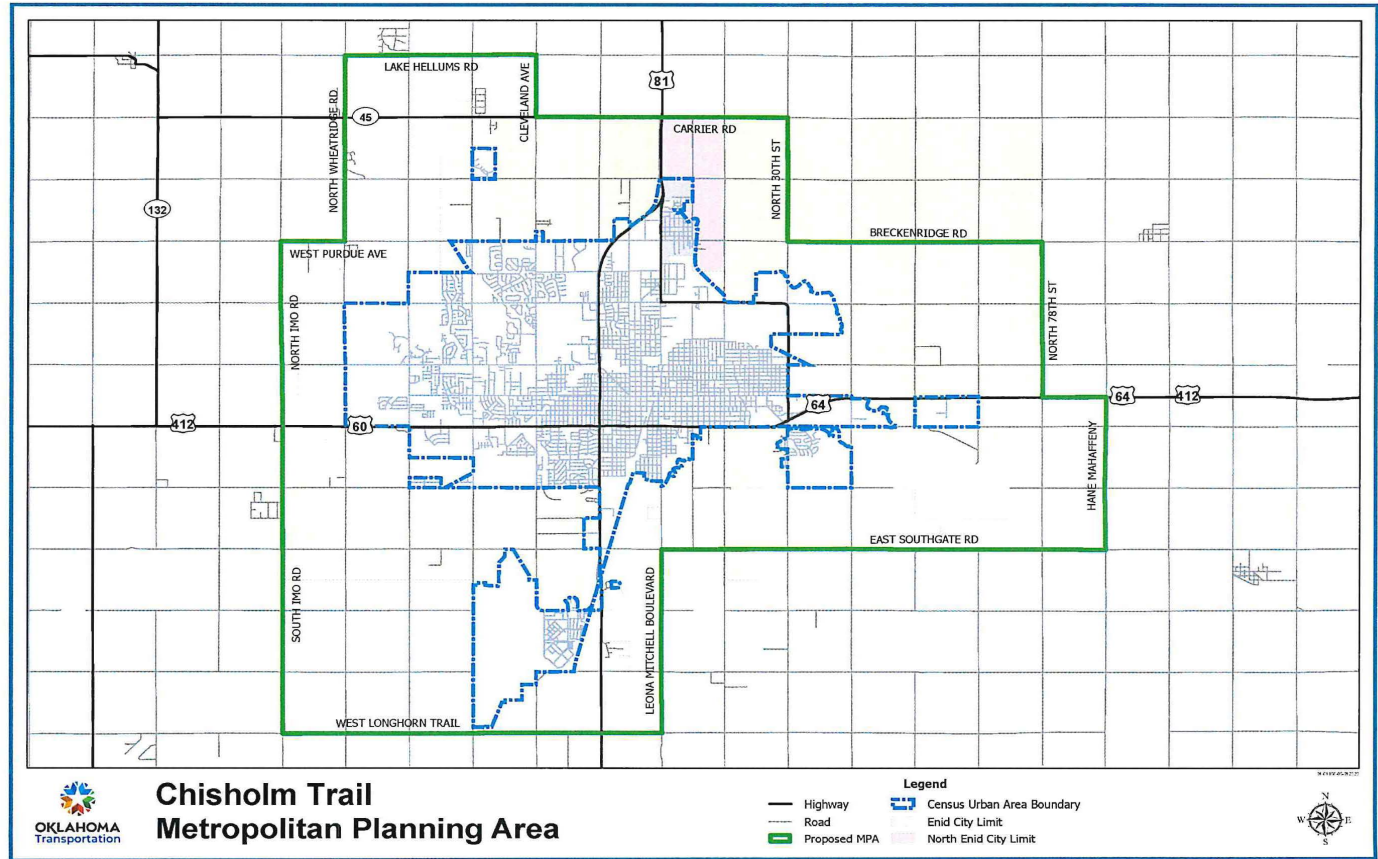 LAKE HELLUMS RD
CLEVELAND AVE
81
NORTH WHEATRIDGE RD
45
CARRIER RD
NORTH 30TH ST
132
BRECKENRIDGE RD
WEST PURDUE AVE
NORTH IMO RD
NORTH 78TH ST
412
60
64
64
412
HANE MAHAFFENY
EAST SOUTHGATE RD
SOUTH IMO RD
LEONA MITCHELL BOULEVARD
WEST LONGHORN TRAIL
OKLAHOMA
Transportation
Chisholm Trail
Metropolitan Planning Area
Legend
Highway
Road
Proposed MPA
Census Urban Area Boundary
Enid City Limit
North Enid City Limit
N
W E
S